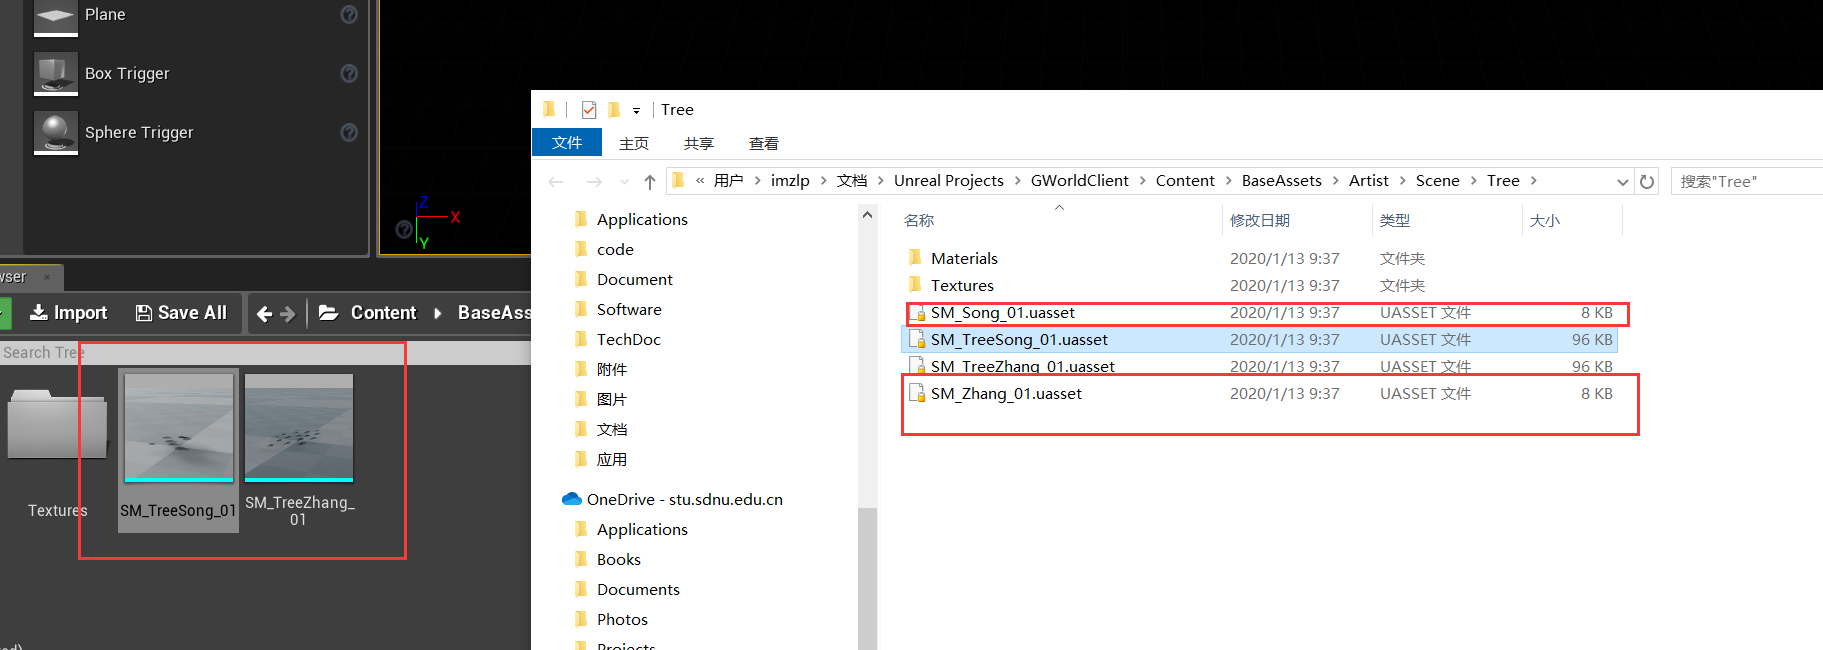 Plane
Box Trigger
Sphere Trigger
Z
X
Y
wser
Import
Save All
Content
BaseAss
Search Tree
Textures
SM_TreeSong_01
SM_TreeZhang_
01
Tree
文件
主页
共享
查看
« 用户 > imzlp > 文档 > Unreal Projects > GWorldClient > Content > BaseAssets > Artist > Scene > Tree >
搜索"Tree"
Applications
code
Document
Software
TechDoc
附件
图片
文档
应用
OneDrive - stu.sdnu.edu.cn
Applications
Books
Documents
Photos
Projects
名称 修改日期 类型 大小
Materials 2020/1/13 9:37 文件夹
Textures 2020/1/13 9:37 文件夹
SM_Song_01.uasset 2020/1/13 9:37 UASSET 文件 8 KB
SM_TreeSong_01.uasset 2020/1/13 9:37 UASSET 文件 96 KB
SM_TreeZhang_01.uasset 2020/1/13 9:37 UASSET 文件 96 KB
SM_Zhang_01.uasset 2020/1/13 9:37 UASSET 文件 8 KB